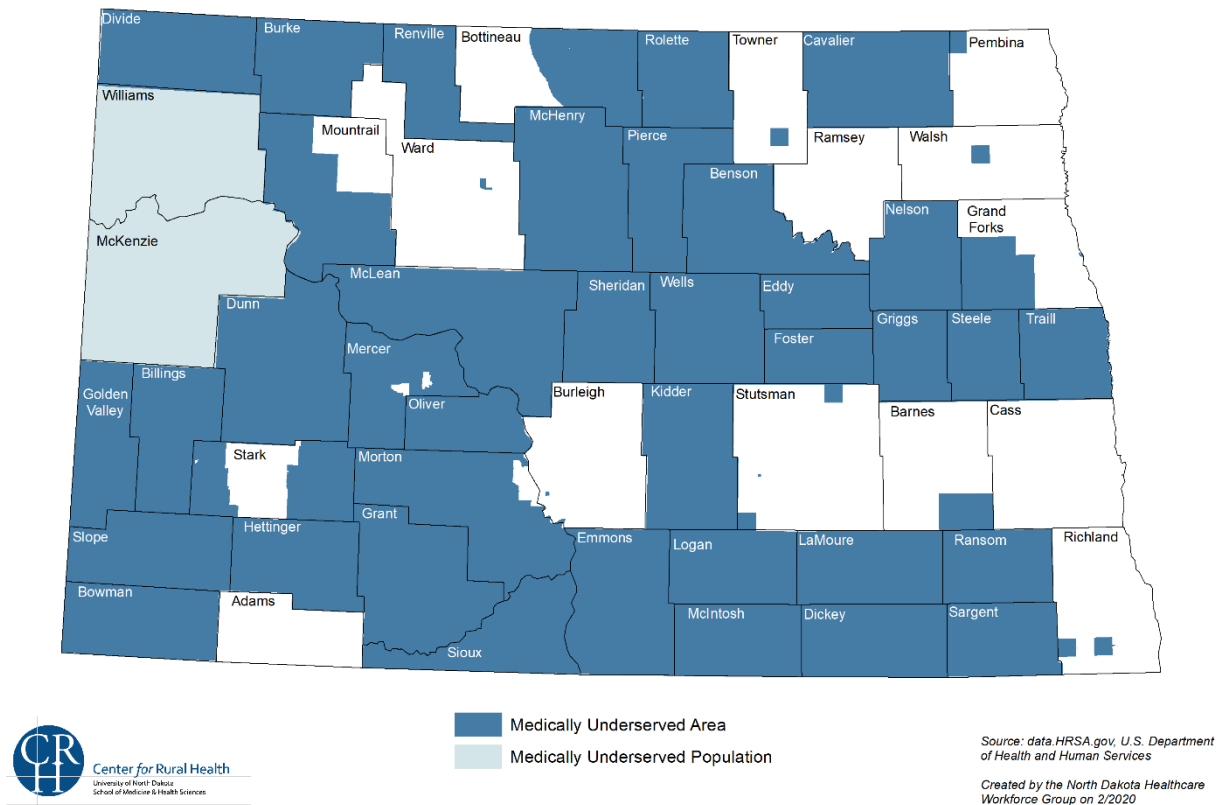 Divide
Burke
Renville
Bottineau
Rolette
Towner
Cavalier
Pembina
Williams
Mountrail
Ward
McHenry
Pierce
Ramsey
Walsh
Benson
Nelson
Grand
Forks
McKenzie
McLean
Sheridan
Wells
Eddy
Dunn
Griggs
Steele
Traill
Foster
Mercer
Billings
Golden
Valley
Oliver
Burleigh
Kidder
Stutsman
Barnes
Cass
Stark
Morton
Grant
Hettinger
Slope
Emmons
Logan
LaMoure
Ransom
Richland
Bowman
Adams
McIntosh
Dickey
Sargent
Sioux
Medically Underserved Area
Medically Underserved Population
CR
H
Center for Rural Health
University of North Dakota
School of Medicine & Health Sciences
Source: data.HRSA.gov, U.S. Department
of Health and Human Services
Created by the North Dakota Healthcare
Workforce Group on 2/2020